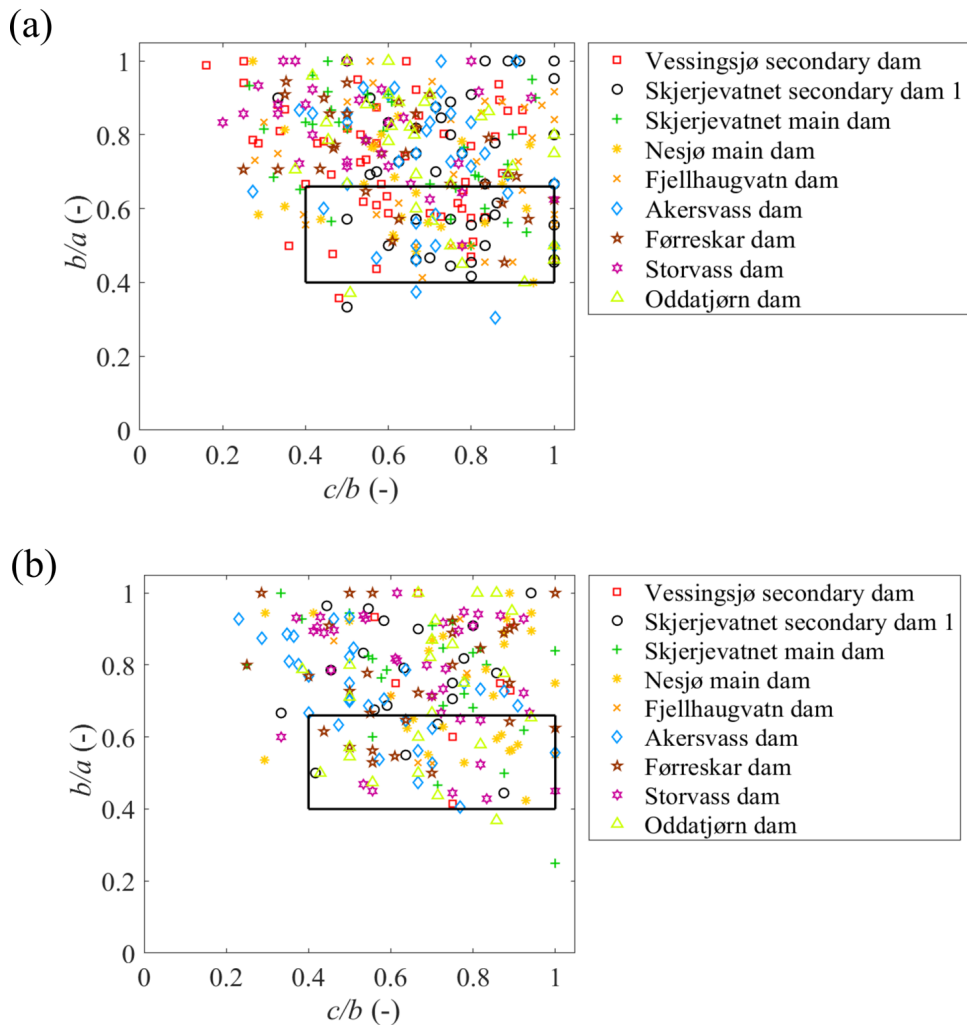 (a)
1
0.8
0.6
0.4
0.2
0
b/a (-)
0 0.2 0.4 0.6 0.8 1
c/b (-)
Vessingsjø secondary dam
Skjerjevatnet secondary dam 1
Skjerjevatnet main dam
Nesjø main dam
Fjellhaugvatn dam
Akersvass dam
Førreskar dam
Storvass dam
Oddatjørn dam
(b)
1
0.8
0.6
0.4
0.2
0
b/a (-)
0 0.2 0.4 0.6 0.8 1
c/b (-)
Vessingsjø secondary dam
Skjerjevatnet secondary dam 1
Skjerjevatnet main dam
Nesjø main dam
Fjellhaugvatn dam
Akersvass dam
Førreskar dam
Storvass dam
Oddatjørn dam